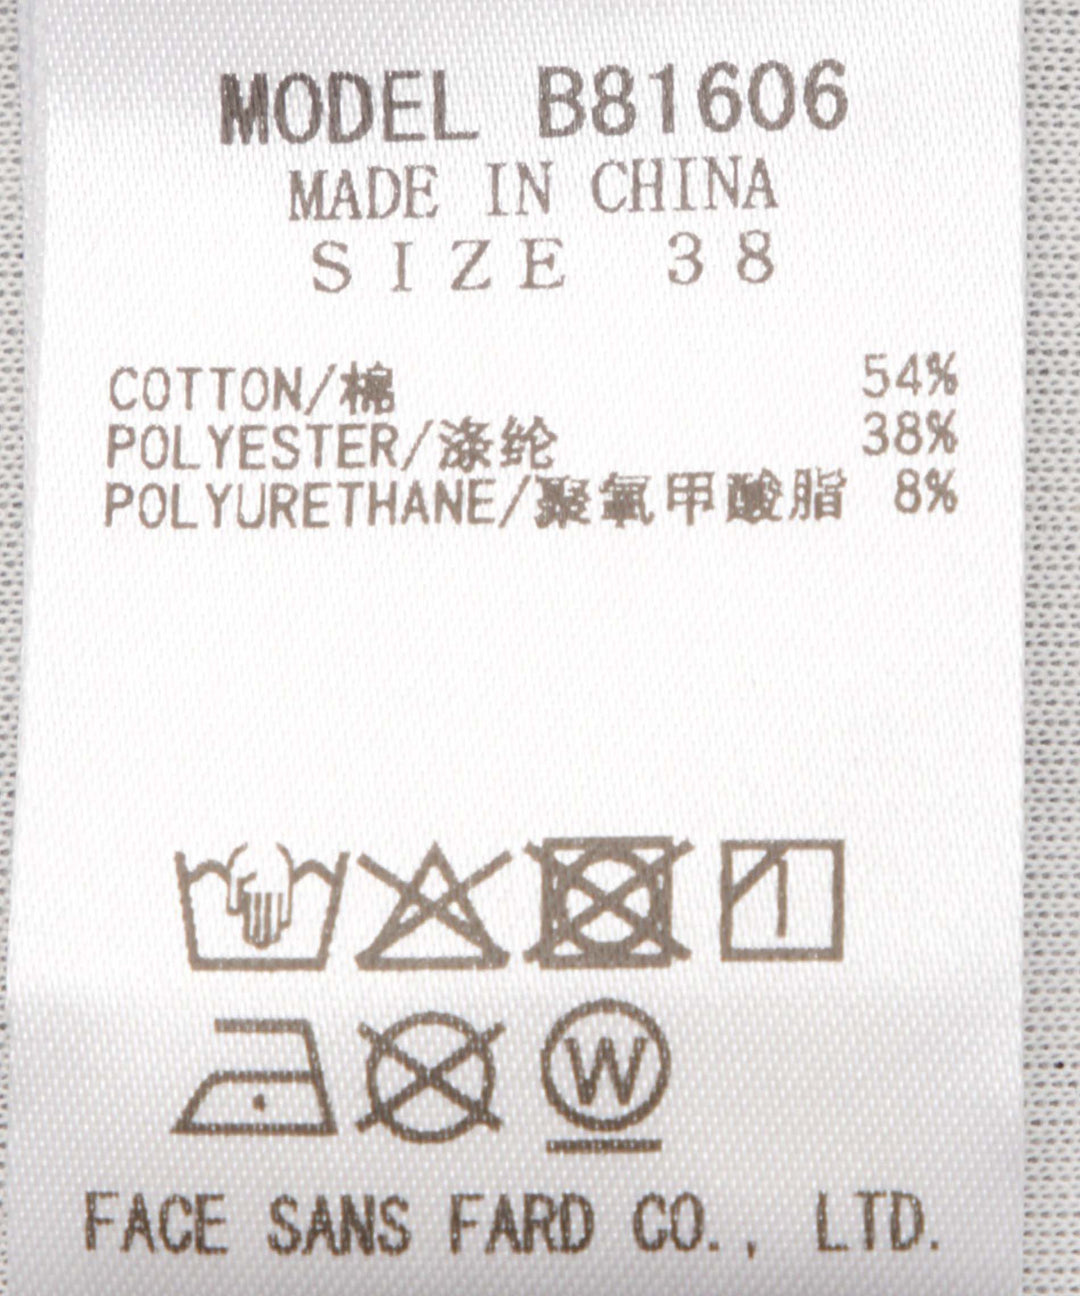 MODEL B81606
MADE IN CHINA
SIZE 38
COTTON/棉 54%
POLYESTER/涤纶 38%
POLYURETHANE/聚氧甲酸脂 8%
W
FACE SANS FARD CO., LTD.